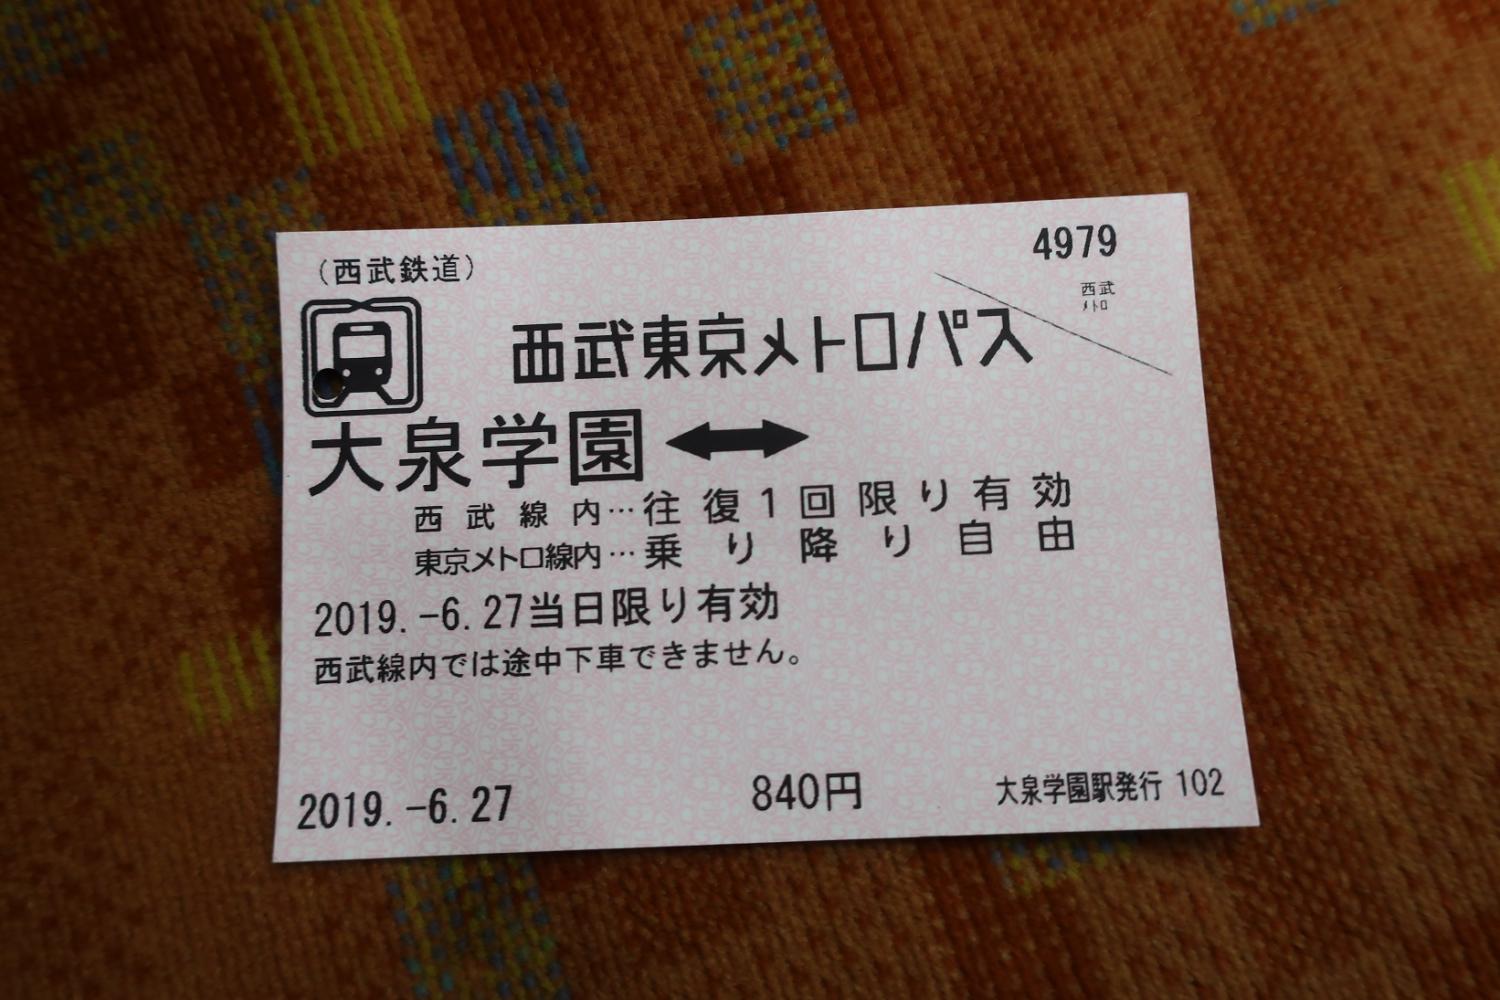 （西武鉄道）
4979
西武
メトロ
西武東京メトロパス
大泉学園 ↔
西武線内…往復1回限り有効
東京メトロ線内…乗り降り自由
2019.-6.27当日限り有効
西武線内では途中下車できません。
2019.-6.27
840円
大泉学園駅発行 102